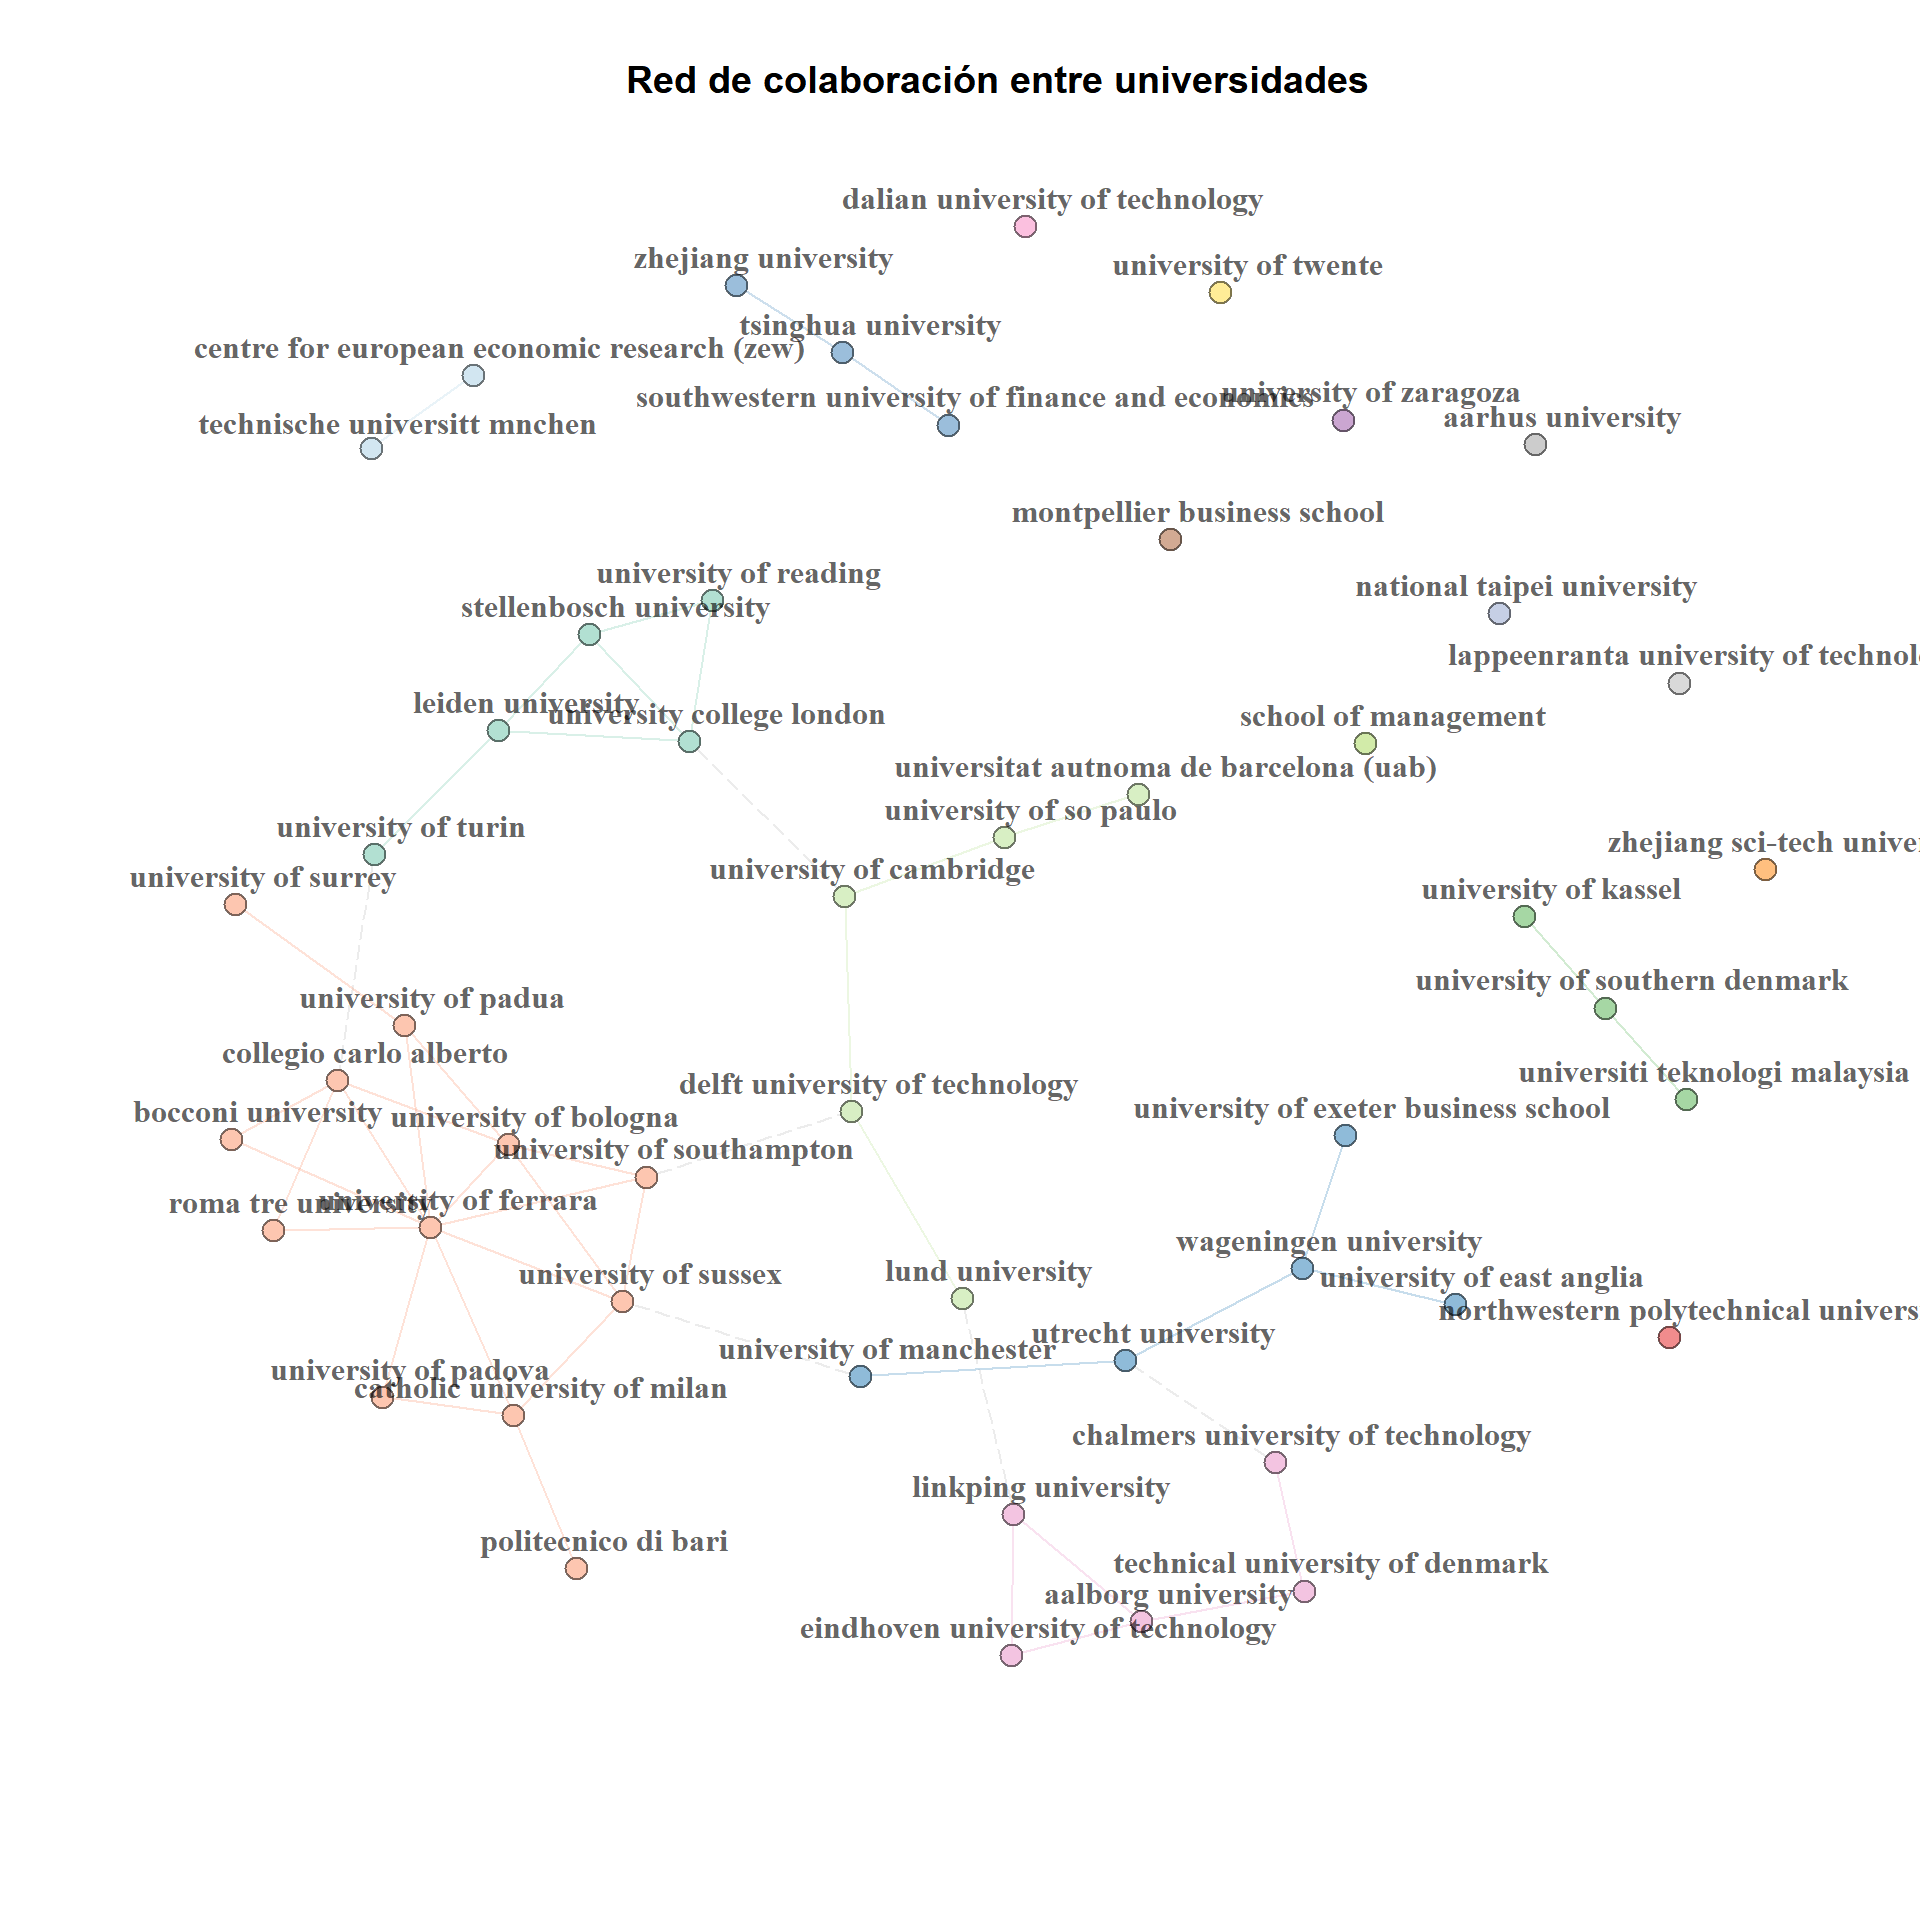 Red de colaboración entre universidades
dalian university of technology
zhejiang university
university of twente
tsinghua university
centre for european economic research (zew)
southwestern university of finance and economics
university of zaragoza
aarhus university
technische universitt mnchen
montpellier business school
university of reading
national taipei university
stellenbosch university
lappeenranta university of technol
leiden university
university college london
school of management
universitat autnoma de barcelona (uab)
university of so paulo
university of turin
zhejiang sci-tech univer
university of cambridge
university of surrey
university of kassel
university of southern denmark
university of padua
collegio carlo alberto
universiti teknologi malaysia
delft university of technology
university of exeter business school
bocconi university
university of bologna
university of southampton
roma tre university
university of ferrara
wageningen university
university of sussex
lund university
university of east anglia
northwestern polytechnical univers
utrecht university
university of manchester
university of padova
catholic university of milan
chalmers university of technology
linkping university
politecnico di bari
technical university of denmark
aalborg university
eindhoven university of technology